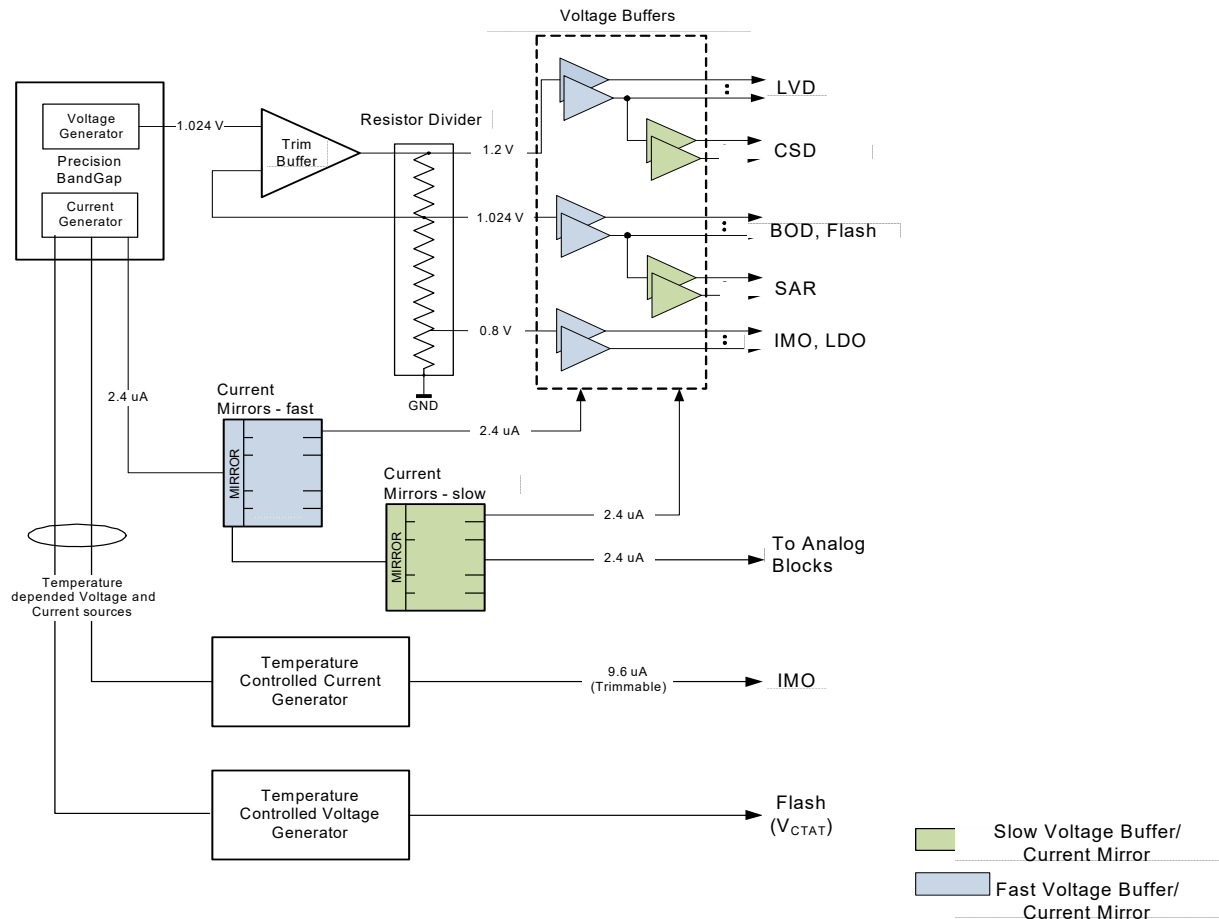 Voltage Buffers
Voltage
Generator
Precision
BandGap
Current
Generator
1.024 V
Trim
Buffer
Resistor Divider
1.2 V
1.024 V
0.8 V
GND
LVD
CSD
BOD, Flash
SAR
IMO, LDO
2.4 uA
Current
Mirrors - fast
MIRROR
2.4 uA
Current
Mirrors - slow
MIRROR
2.4 uA
2.4 uA
To Analog
Blocks
Temperature
depended Voltage and
Current sources
Temperature
Controlled Current
Generator
9.6 uA
(Trimmable)
IMO
Temperature
Controlled Voltage
Generator
Flash
(VCTAT)
Slow Voltage Buffer/
Current Mirror
Fast Voltage Buffer/
Current Mirror